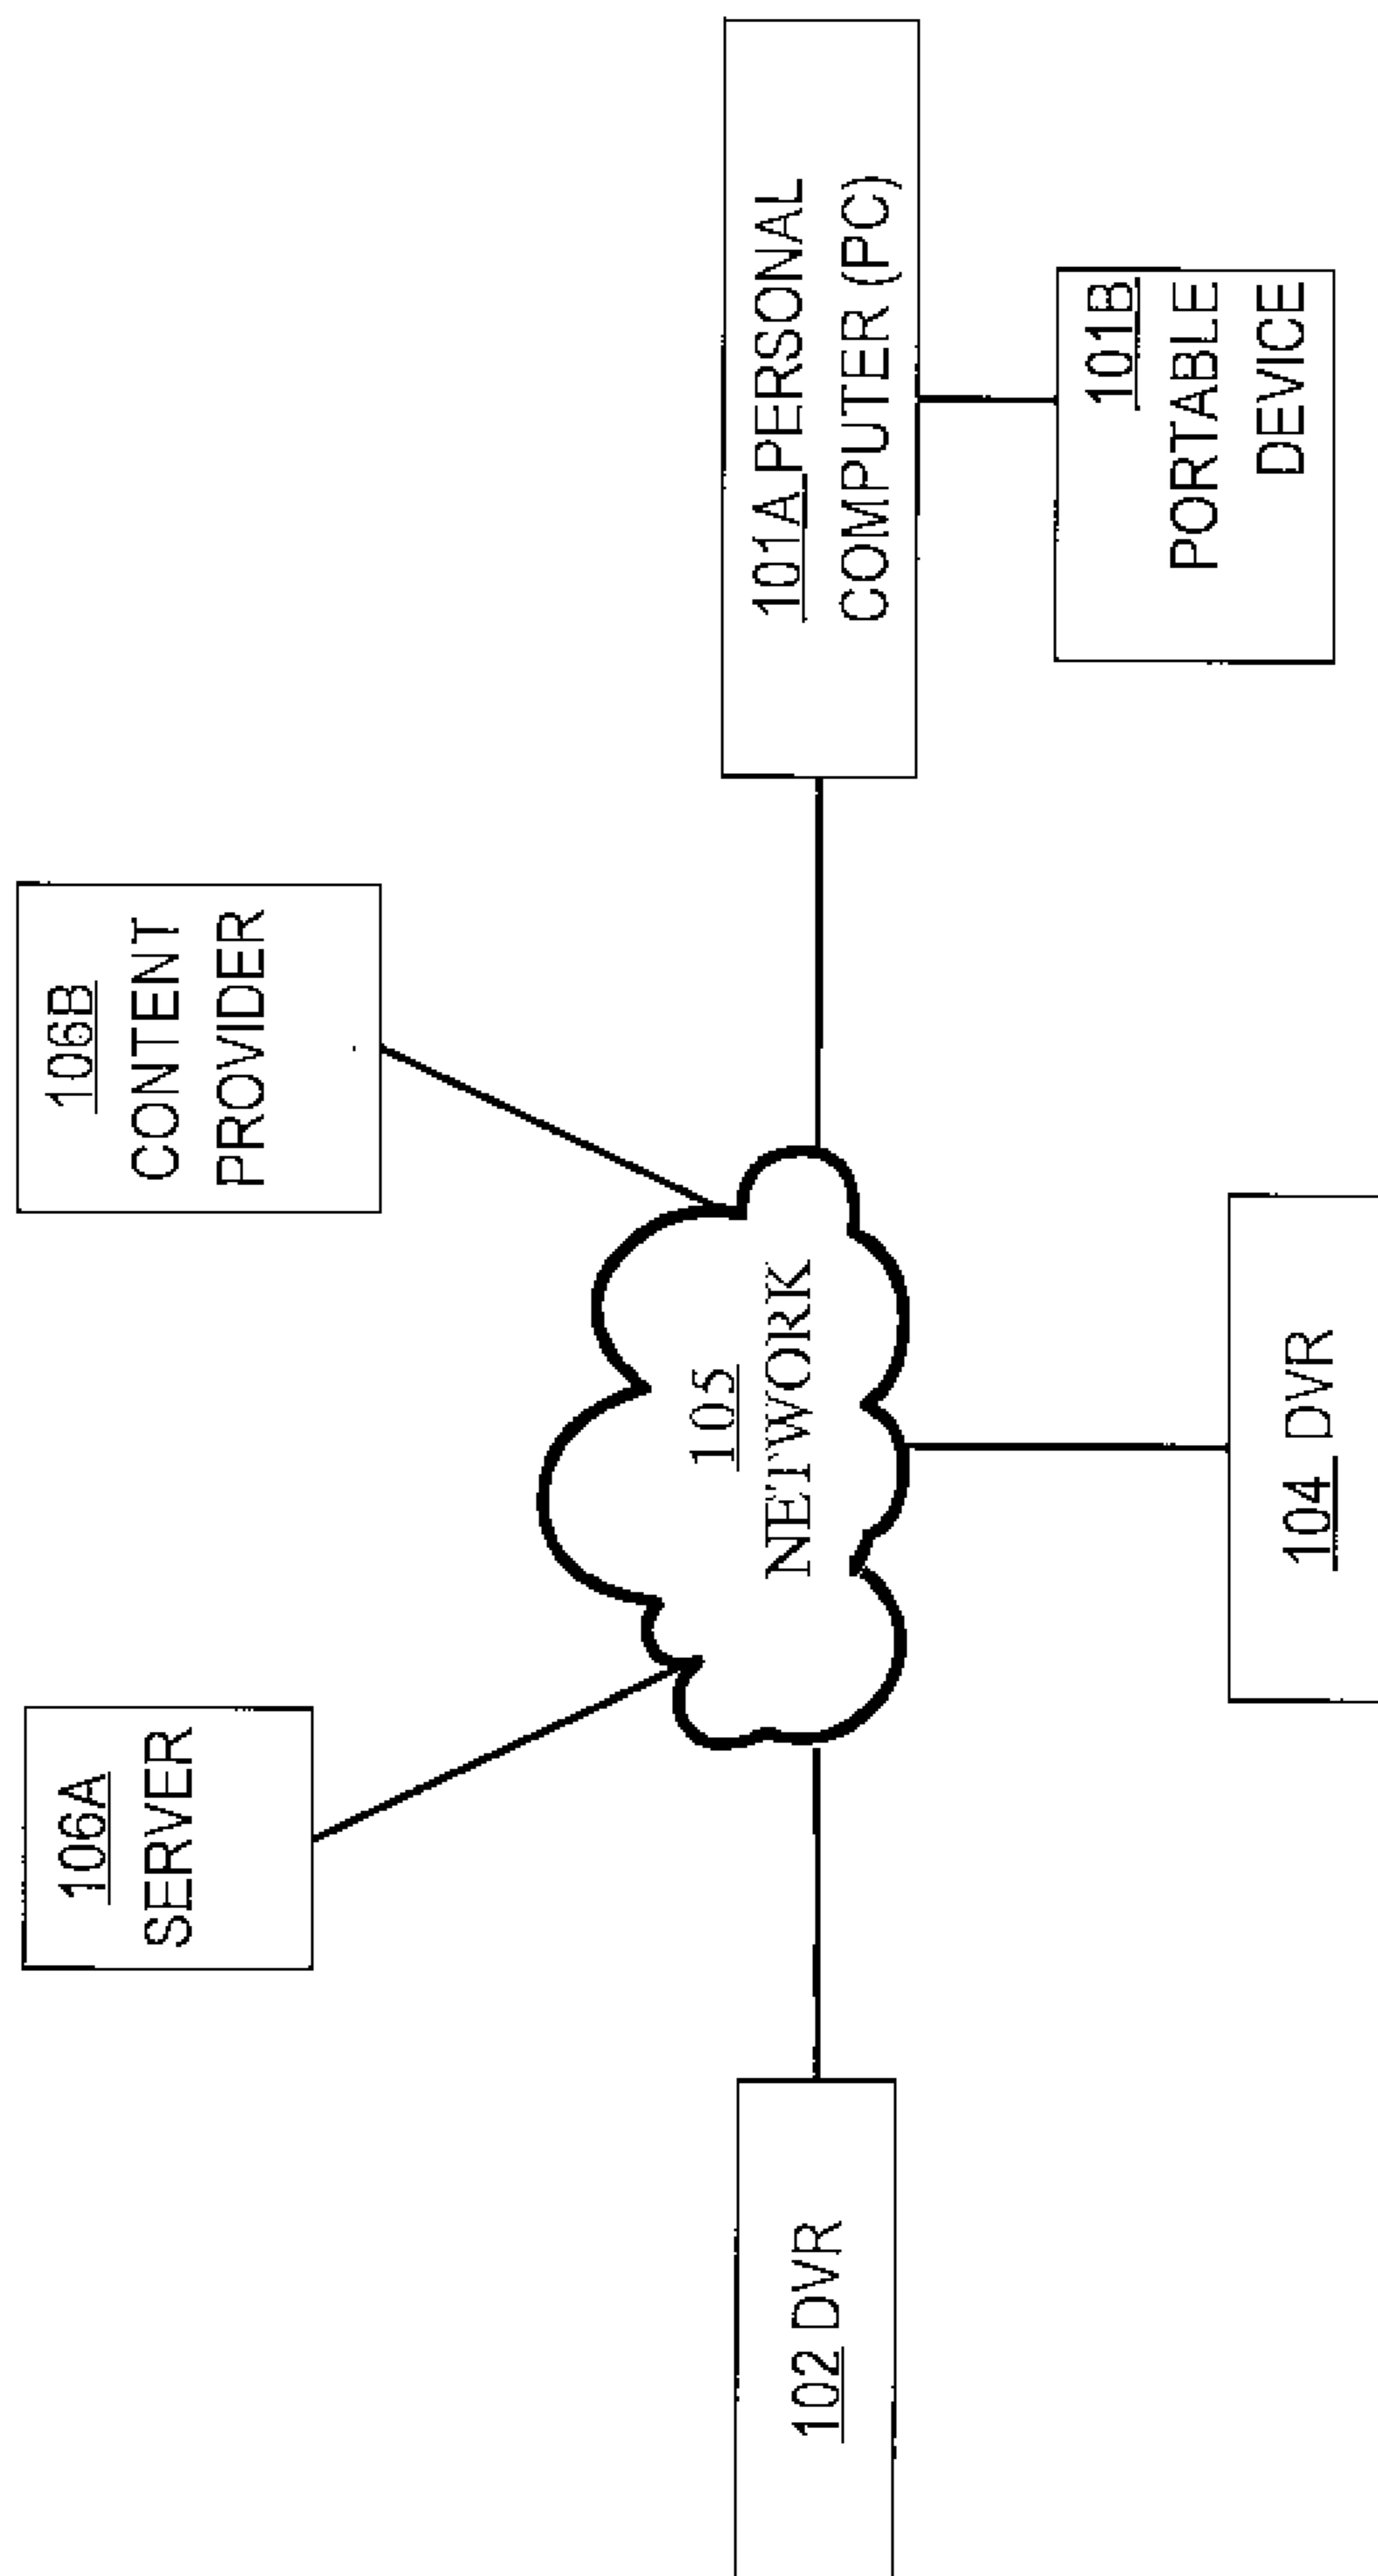 106A
SERVER
106B
CONTENT
PROVIDER
105
NETWORK
102 DVR
101A PERSONAL
COMPUTER (PC)
104 DVR
101B
PORTABLE
DEVICE